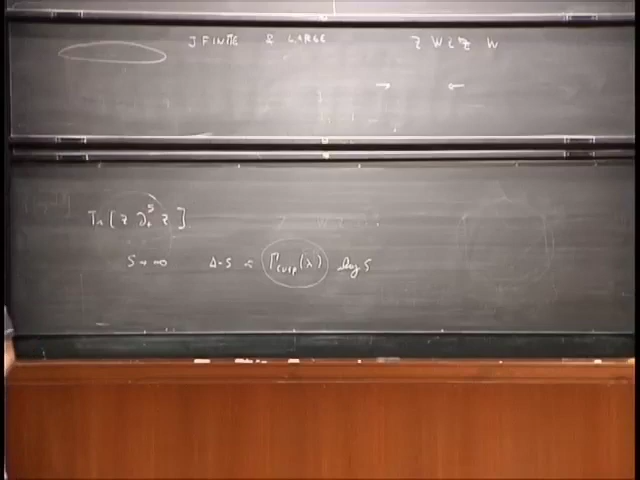 J FINITE & LARGE
Z W Z Z W
→ ←
Tr [ Z ∂₊^S Z ]
S → ∞ Δ-S ≃ Γcusp(λ) log S